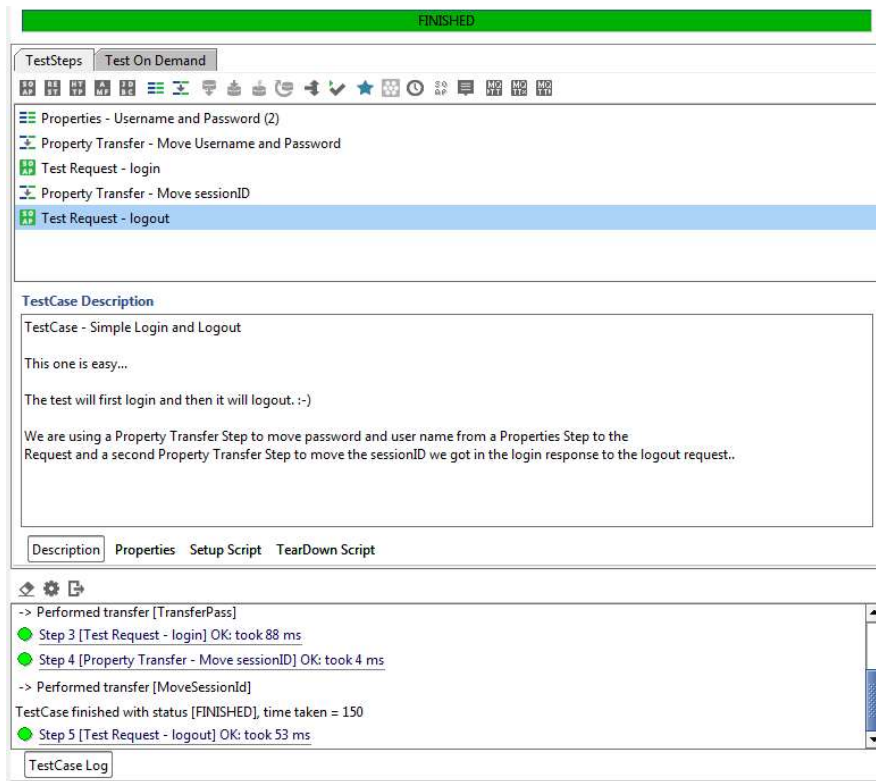 FINISHED
TestSteps Test On Demand
Properties - Username and Password (2)
Property Transfer - Move Username and Password
Test Request - login
Property Transfer - Move sessionID
Test Request - logout
TestCase Description
TestCase - Simple Login and Logout
This one is easy...
The test will first login and then it will logout. :-)
We are using a Property Transfer Step to move password and user name from a Properties Step to the
Request and a second Property Transfer Step to move the sessionID we got in the login response to the logout request..
Description Properties Setup Script TearDown Script
-> Performed transfer [TransferPass]
Step 3 [Test Request - login] OK: took 88 ms
Step 4 [Property Transfer - Move sessionID] OK: took 4 ms
-> Performed transfer [MoveSessionId]
TestCase finished with status [FINISHED], time taken = 150
Step 5 [Test Request - logout] OK: took 53 ms
TestCase Log